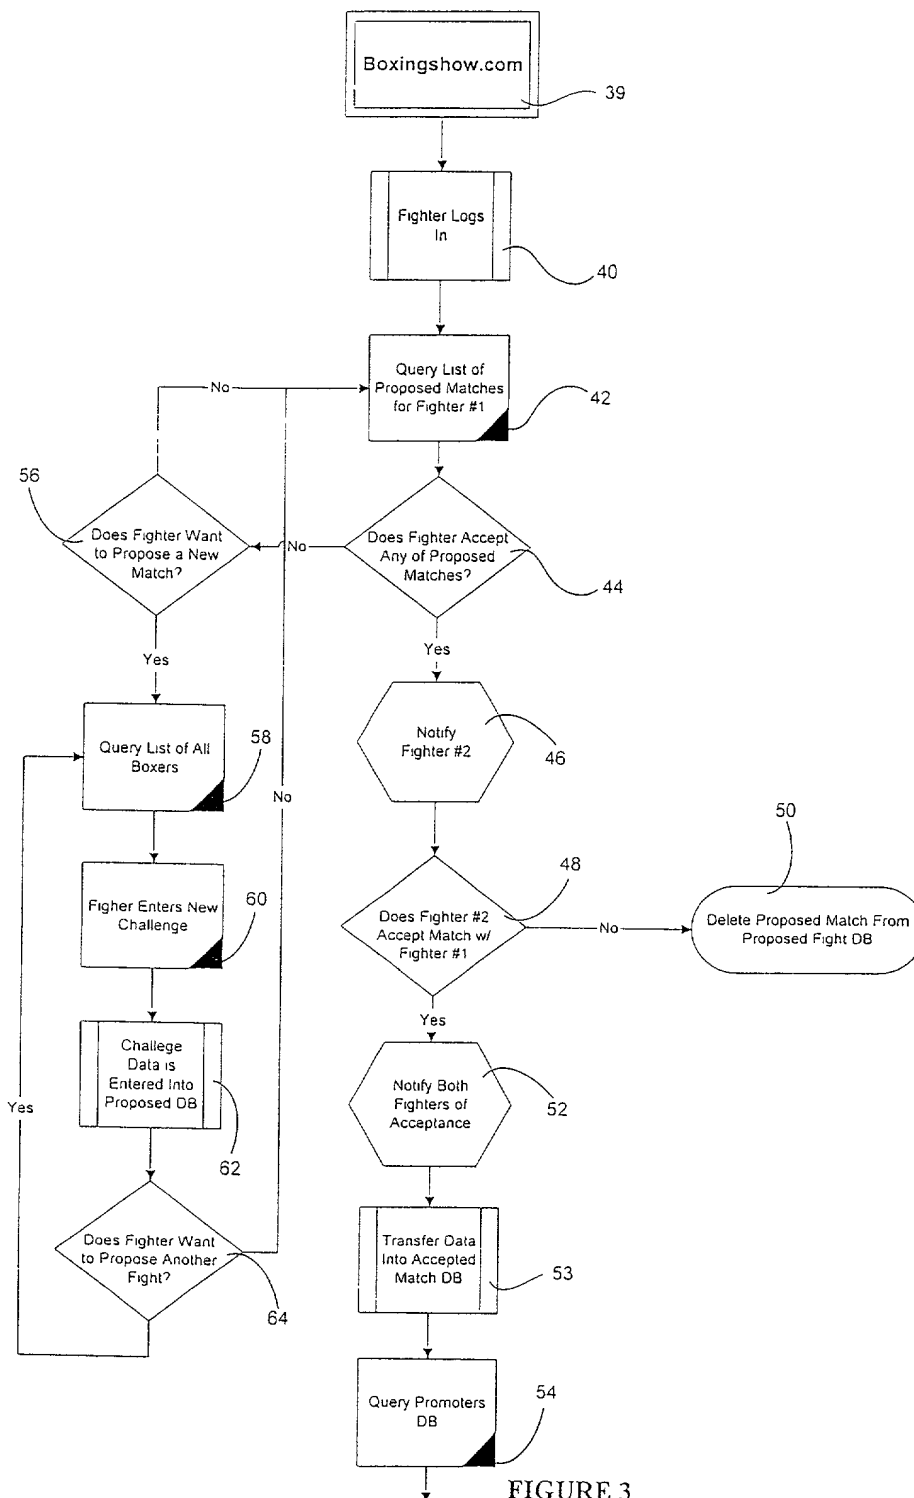 Boxingshow.com
39
Fighter Logs
In
40
Query List of
Proposed Matches
for Fighter #1
42
No
56
Does Fighter Want
to Propose a New
Match?
No
Does Fighter Accept
Any of Proposed
Matches?
44
Yes
Yes
Notify
Fighter #2
46
Query List of All
Boxers
58
No
50
Delete Proposed Match From
Proposed Fight DB
48
Does Fighter #2
Accept Match w/
Fighter #1
No
Figher Enters New
Challenge
60
Yes
Challege
Data is
Entered Into
Proposed DB
62
Yes
Notify Both
Fighters of
Acceptance
52
Does Fighter Want
to Propose Another
Fight?
64
Transfer Data
Into Accepted
Match DB
53
Query Promoters
DB
54
FIGURE 3